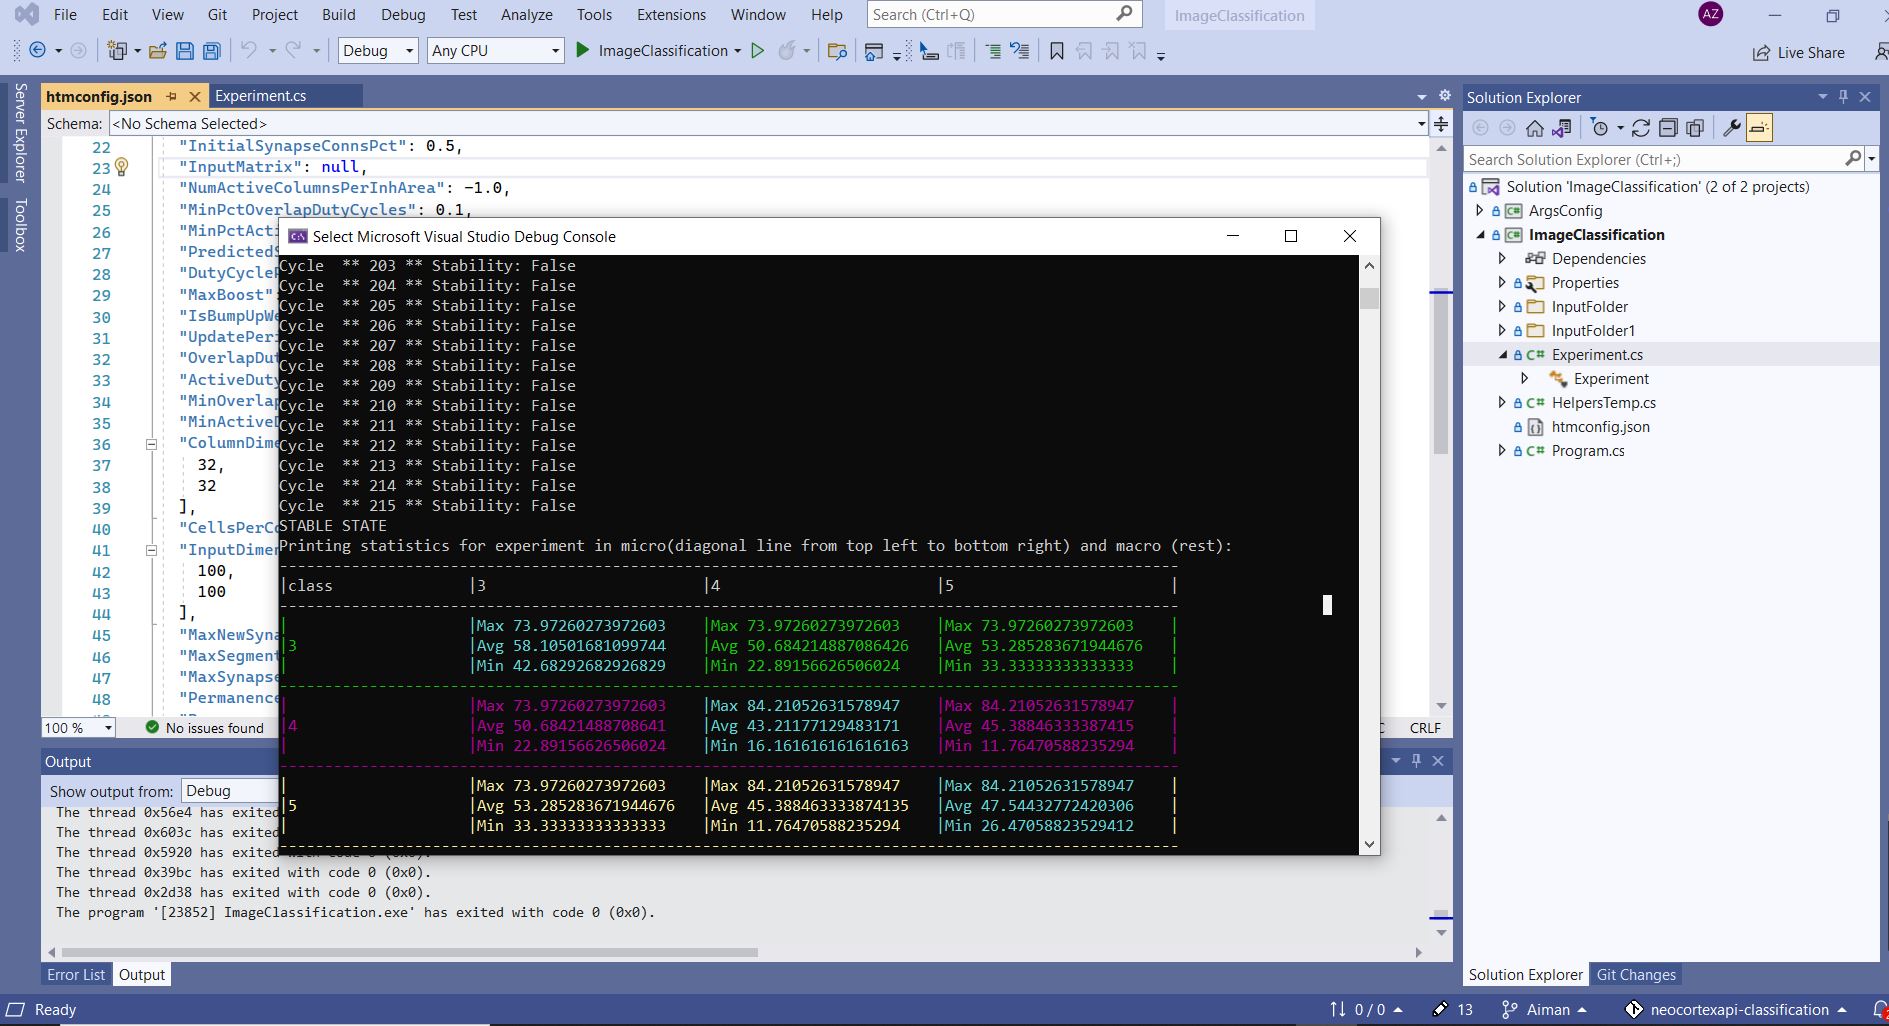 File Edit View Git Project Build Debug Test Analyze Tools Extensions Window Help Search (Ctrl+Q) ImageClassification AZ
Debug Any CPU ImageClassification Live Share
Server Explorer
Toolbox
htmconfig.json Experiment.cs
Schema: <No Schema Selected>
22 "InitialSynapseConnsPct": 0.5,
23 "InputMatrix": null,
24 "NumActiveColumnsPerInhArea": -1.0,
25 "MinPctOverlapDutyCycles": 0.1,
26 "MinPctActi
27 "PredictedS
28 "DutyCycleP
29 "MaxBoost"
30 "IsBumpUpWe
31 "UpdatePeri
32 "OverlapDut
33 "ActiveDuty
34 "MinOverlap
35 "MinActiveD
36 "ColumnDime
37 32,
38 32
39 ],
40 "CellsPerCo
41 "InputDimen
42 100,
43 100
44 ],
45 "MaxNewSyna
46 "MaxSegment
47 "MaxSynapse
48 "Permanence
100 % No issues found CRLF
Select Microsoft Visual Studio Debug Console
Cycle ** 203 ** Stability: False
Cycle ** 204 ** Stability: False
Cycle ** 205 ** Stability: False
Cycle ** 206 ** Stability: False
Cycle ** 207 ** Stability: False
Cycle ** 208 ** Stability: False
Cycle ** 209 ** Stability: False
Cycle ** 210 ** Stability: False
Cycle ** 211 ** Stability: False
Cycle ** 212 ** Stability: False
Cycle ** 213 ** Stability: False
Cycle ** 214 ** Stability: False
Cycle ** 215 ** Stability: False
STABLE STATE
Printing statistics for experiment in micro(diagonal line from top left to bottom right) and macro (rest):
|class |3 |4 |5 |
| |Max 73.97260273972603 |Max 73.97260273972603 |Max 73.97260273972603 |
|3 |Avg 58.10501681099744 |Avg 50.684214887086426 |Avg 53.285283671944676 |
| |Min 42.68292682926829 |Min 22.89156626506024 |Min 33.33333333333333 |
| |Max 73.97260273972603 |Max 84.21052631578947 |Max 84.21052631578947 |
|4 |Avg 50.68421488708641 |Avg 43.21177129483171 |Avg 45.38846333387415 |
| |Min 22.89156626506024 |Min 16.161616161616163 |Min 11.76470588235294 |
| |Max 73.97260273972603 |Max 84.21052631578947 |Max 84.21052631578947 |
|5 |Avg 53.285283671944676 |Avg 45.388463333874135 |Avg 47.54432772420306 |
| |Min 33.33333333333333 |Min 11.76470588235294 |Min 26.47058823529412 |
Output
Show output from: Debug
The thread 0x56e4 has exited
The thread 0x603c has exited
The thread 0x5920 has exited with code 0 (0x0).
The thread 0x39bc has exited with code 0 (0x0).
The thread 0x2d38 has exited with code 0 (0x0).
The program '[23852] ImageClassification.exe' has exited with code 0 (0x0).
Error List Output
Solution Explorer
Search Solution Explorer (Ctrl+;)
Solution 'ImageClassification' (2 of 2 projects)
C# ArgsConfig
C# ImageClassification
Dependencies
Properties
InputFolder
InputFolder1
C# Experiment.cs
Experiment
C# HelpersTemp.cs
htmconfig.json
C# Program.cs
Solution Explorer Git Changes
Ready 0 / 0 13 Aiman neocortexapi-classification